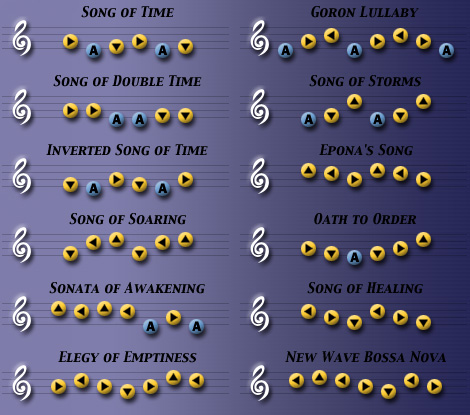 Song of Time
A A
Goron Lullaby
A A A
Song of Double Time
A A
Song of Storms
A A
Inverted Song of Time
A A
Epona's Song
Song of Soaring
Oath to Order
A
Sonata of Awakening
A A
Song of Healing
Elegy of Emptiness
New Wave Bossa Nova